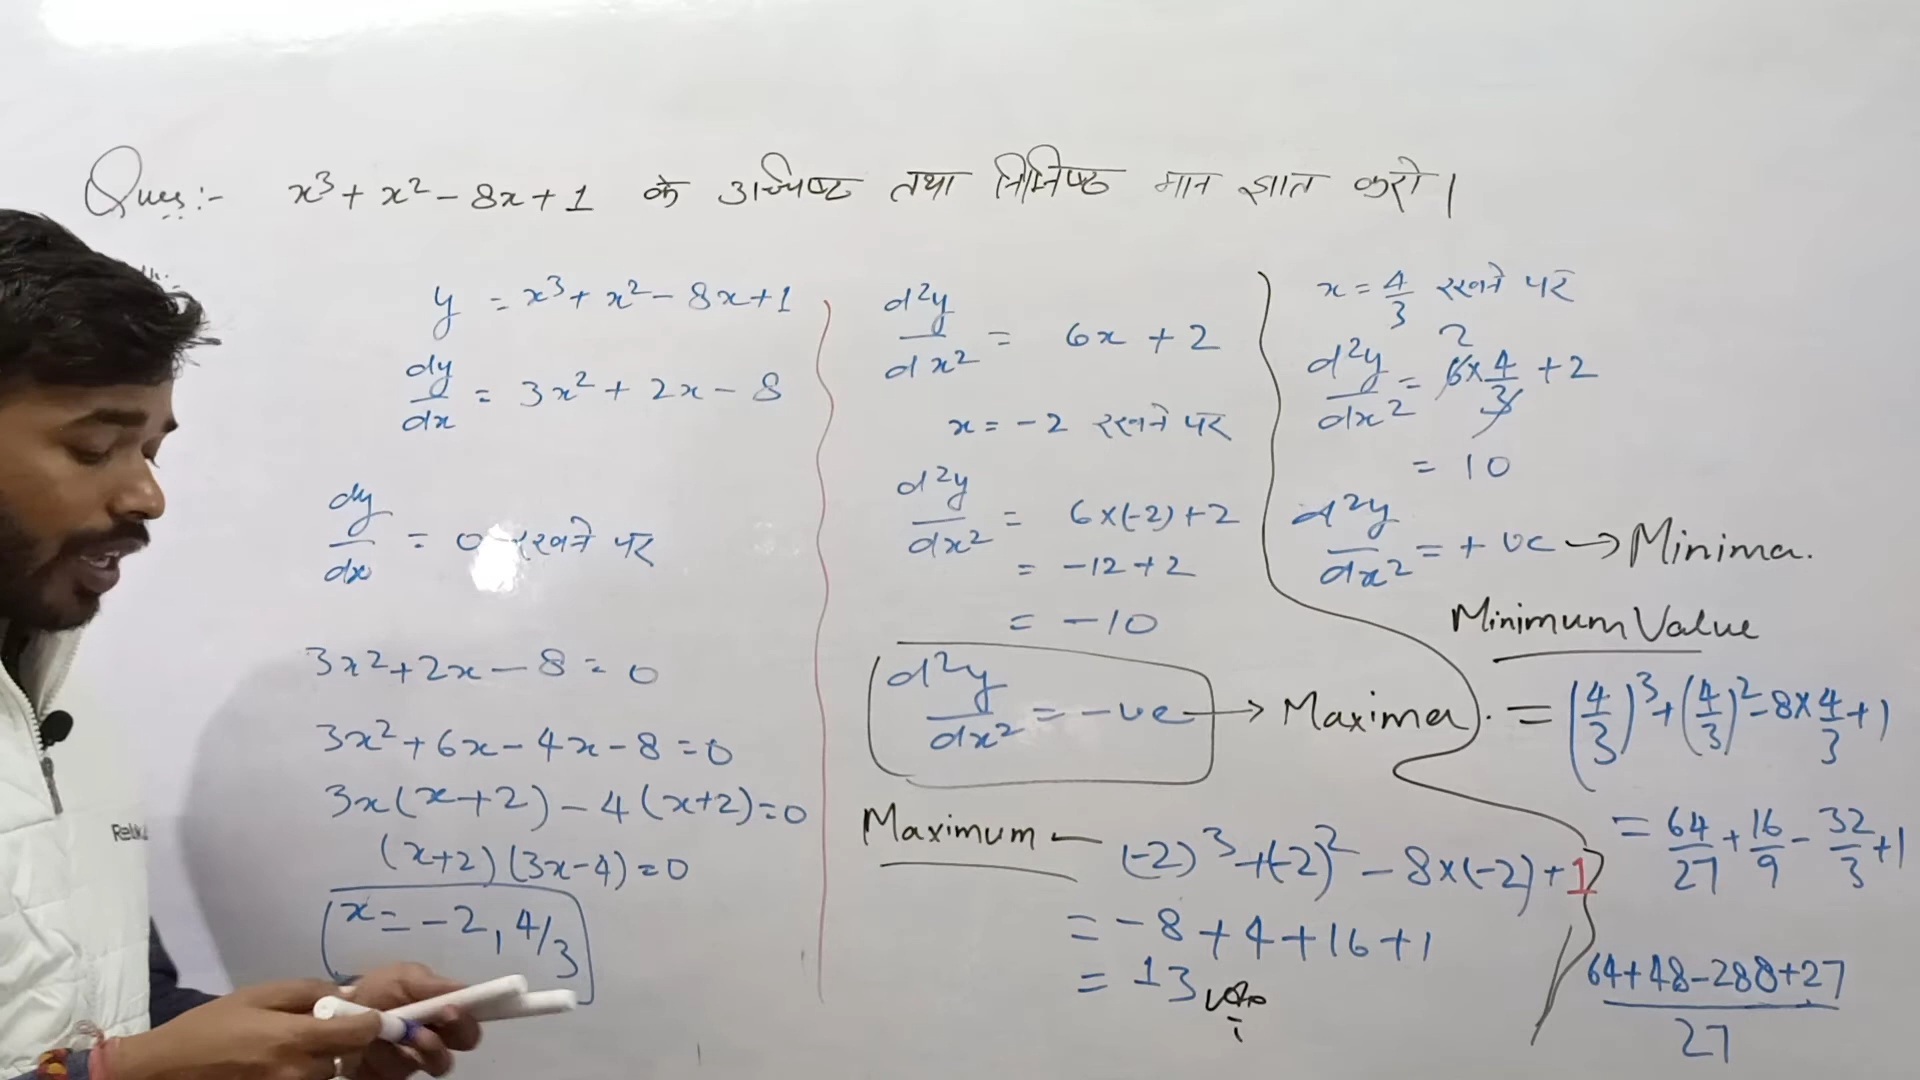 Ques:- x³ + x² - 8x + 1 के उच्चिष्ठ तथा निम्निष्ठ मान ज्ञात करो।
y = x³ + x² - 8x + 1
dy/dx = 3x² + 2x - 8
dy/dx = 0 रखने पर
3x² + 2x - 8 = 0
3x² + 6x - 4x - 8 = 0
3x(x+2) - 4(x+2) = 0
(x+2)(3x-4) = 0
x = -2, 4/3
d²y/dx² = 6x + 2
x = -2 रखने पर
d²y/dx² = 6×(-2)+2
= -12+2
= -10
d²y/dx² = -ve → Maxima.
Maximum - (-2)³+(-2)² - 8×(-2)+1
= -8+4+16+1
= 13
x = 4/3 रखने पर
2
d²y/dx² = 6×4/3 + 2
= 10
d²y/dx² = +ve → Minima.
Minimum Value
= (4/3)³+(4/3)²-8×4/3+1
= 64/27 + 16/9 - 32/3 + 1
64+48-288+27/27